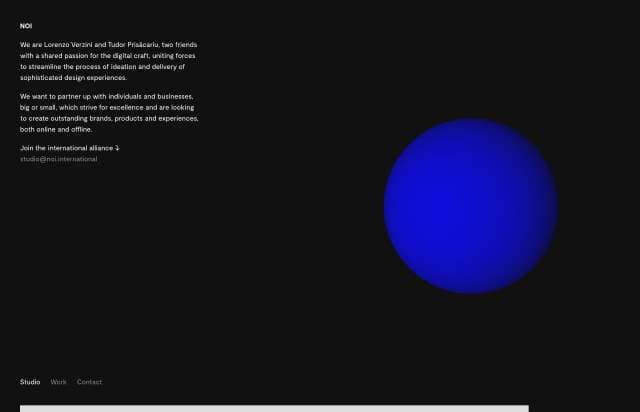 NOI
We are Lorenzo Verzini and Tudor Prisăcariu, two friends
with a shared passion for the digital craft, uniting forces
to streamline the process of ideation and delivery of
sophisticated design experiences.
We want to partner up with individuals and businesses,
big or small, which strive for excellence and are looking
to create outstanding brands, products and experiences,
both online and offline.
Join the international alliance ⤵
studio@noi.international
Studio Work Contact